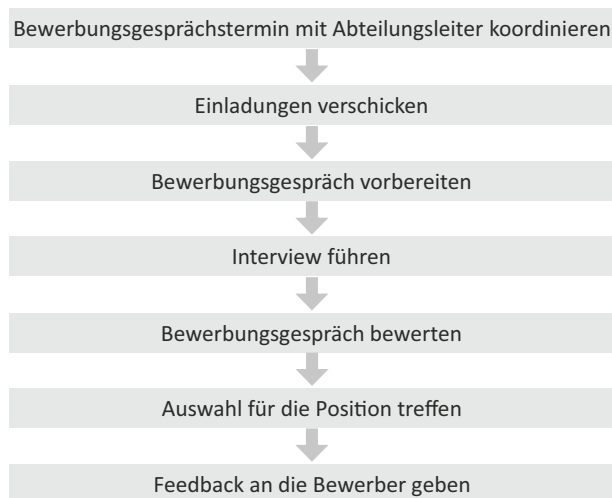 Bewerbungsgesprächstermin mit Abteilungsleiter koordinieren
Einladungen verschicken
Bewerbungsgespräch vorbereiten
Interview führen
Bewerbungsgespräch bewerten
Auswahl für die Position treffen
Feedback an die Bewerber geben